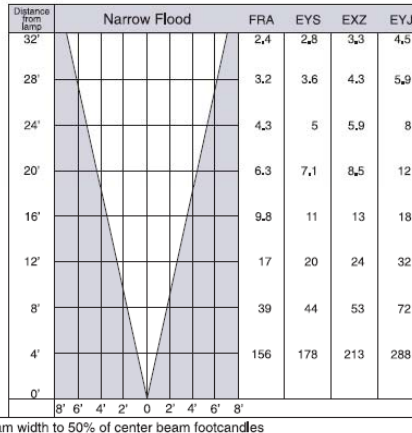 Distance
from
lamp
Narrow Flood FRA EYS EXZ EYJ
32' 2.4 2.8 3.3 4.5
28' 3.2 3.6 4.3 5.9
24' 4.3 5 5.9 8
20' 6.3 7.1 8.5 12
16' 9.8 11 13 18
12' 17 20 24 32
8' 39 44 53 72
4' 156 178 213 288
0'
8' 6' 4' 2' 0 2' 4' 6' 8'
am width to 50% of center beam footcandles